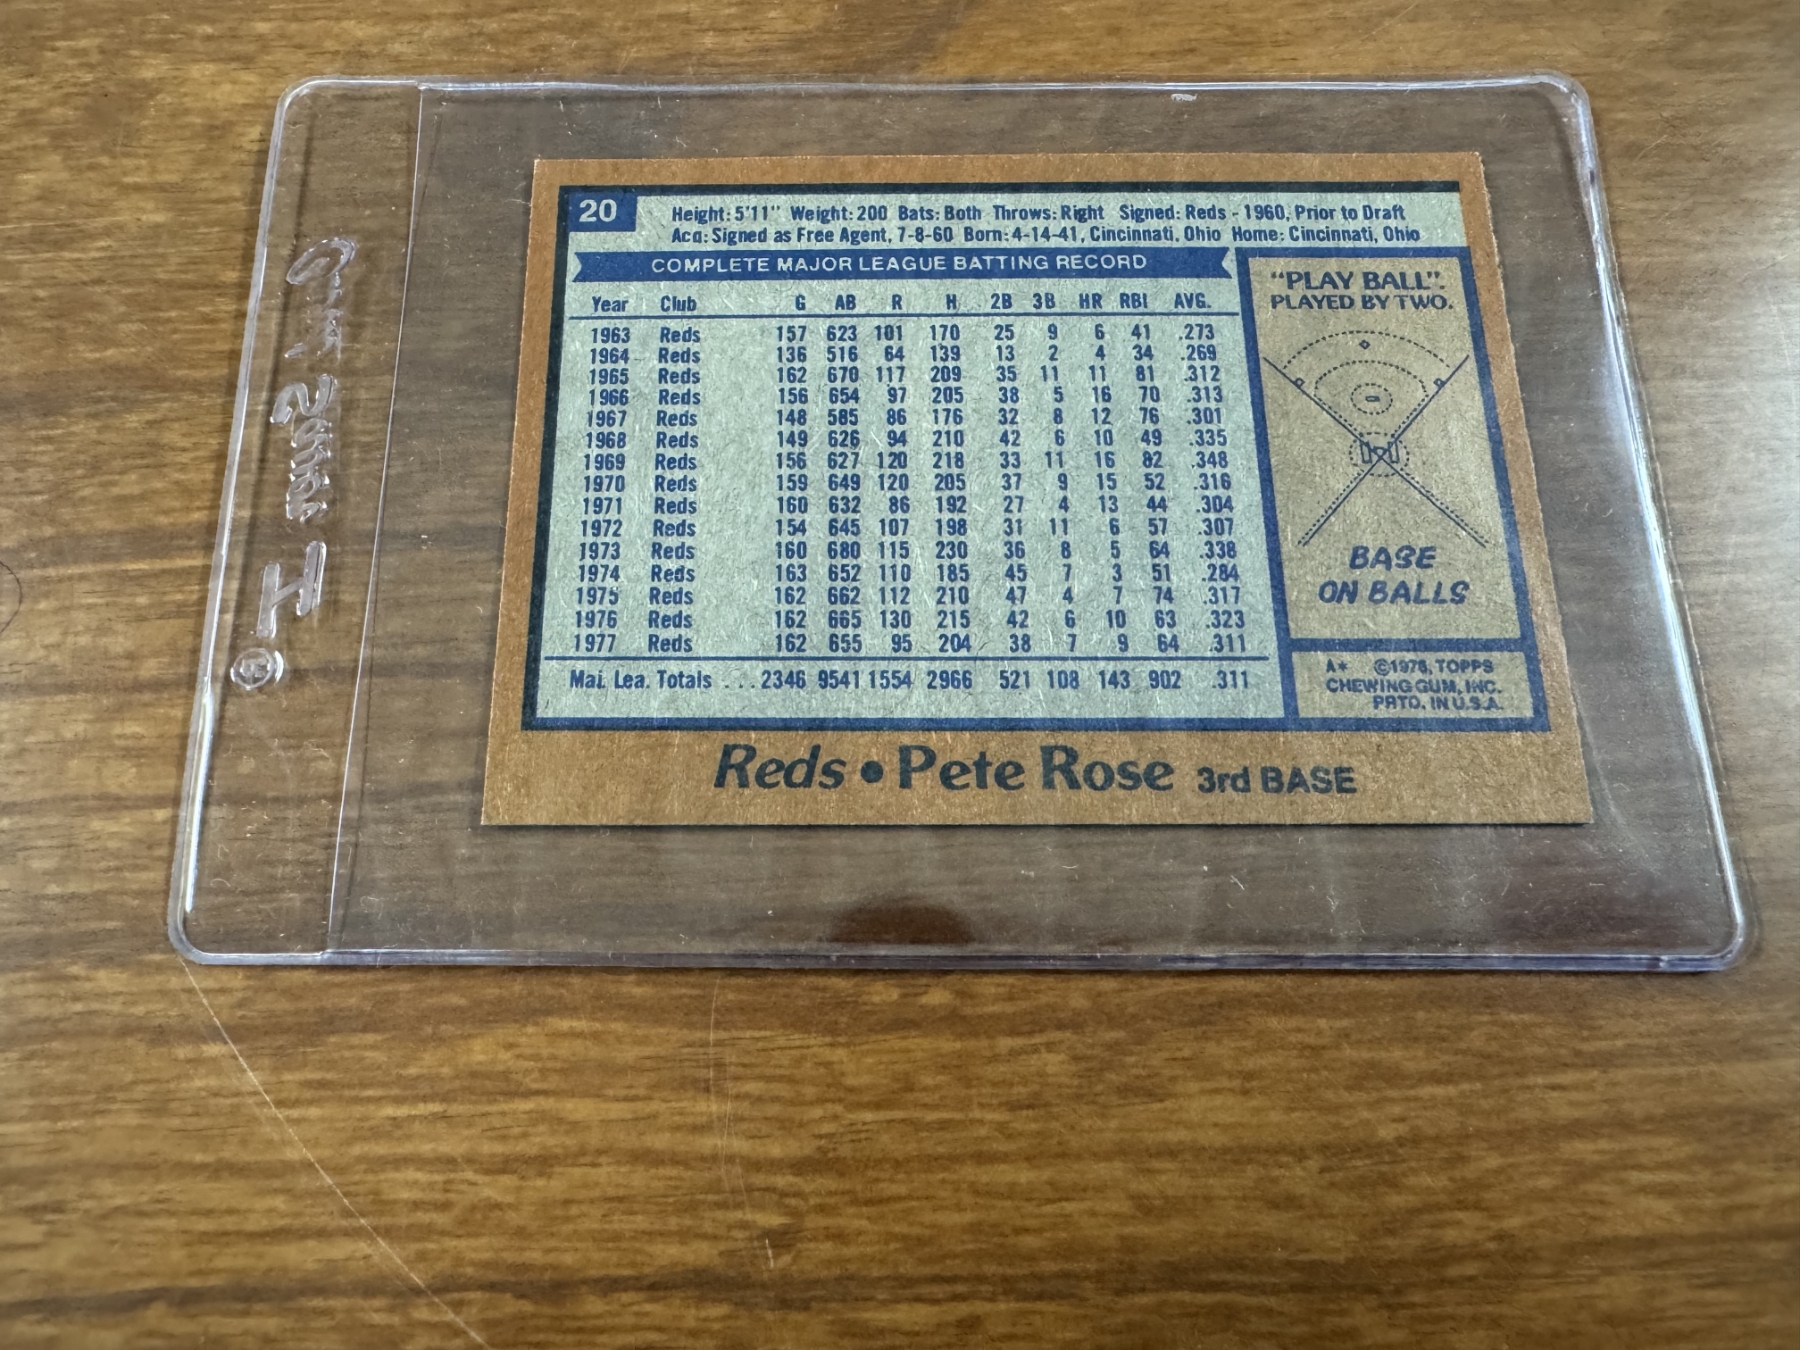 20
Height: 5'11" Weight: 200 Bats: Both Throws: Right Signed: Reds - 1960, Prior to Draft
Acq: Signed as Free Agent, 7-8-60 Born: 4-14-41, Cincinnati, Ohio Home: Cincinnati, Ohio
COMPLETE MAJOR LEAGUE BATTING RECORD
Year Club G AB R H 2B 3B HR RBI AVG.
1963 Reds 157 623 101 170 25 9 6 41 .273
1964 Reds 136 516 64 139 13 2 4 34 .269
1965 Reds 162 670 117 209 35 11 11 81 .312
1966 Reds 156 654 97 205 38 5 16 70 .313
1967 Reds 148 585 86 176 32 8 12 76 .301
1968 Reds 149 626 94 210 42 6 10 49 .335
1969 Reds 156 627 120 218 33 11 16 82 .348
1970 Reds 159 649 120 205 37 9 15 52 .316
1971 Reds 160 632 86 192 27 4 13 44 .304
1972 Reds 154 645 107 198 31 11 6 57 .307
1973 Reds 160 680 115 230 36 8 5 64 .338
1974 Reds 163 652 110 185 45 7 3 51 .284
1975 Reds 162 662 112 210 47 4 7 74 .317
1976 Reds 162 665 130 215 42 6 10 63 .323
1977 Reds 162 655 95 204 38 7 9 64 .311
Maj. Lea. Totals ... 2346 9541 1554 2966 521 108 143 902 .311
"PLAY BALL".
PLAYED BY TWO.
BASE
ON BALLS
A* ©1978, TOPPS
CHEWING GUM, INC.
PRTD. IN U.S.A.
Reds • Pete Rose 3rd BASE